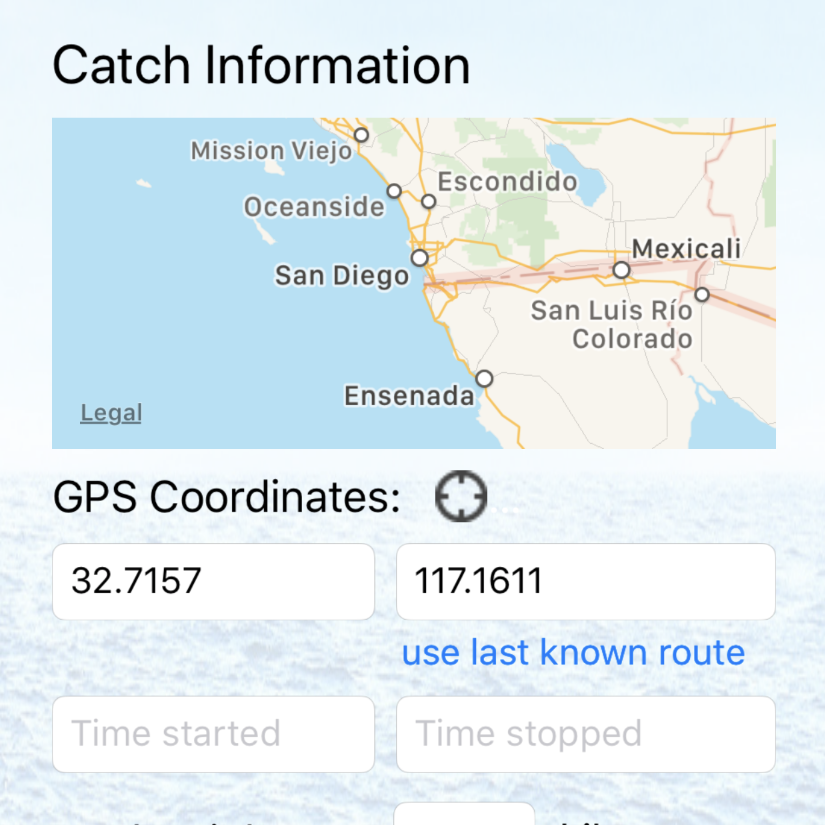 Catch Information
Mission Viejo
Escondido
Oceanside
Mexicali
San Diego
San Luis Río
Colorado
Ensenada
Legal
GPS Coordinates:
32.7157
117.1611
use last known route
Time started
Time stopped